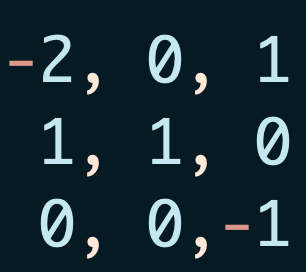 -2, 0, 1
1, 1, 0
0, 0,-1